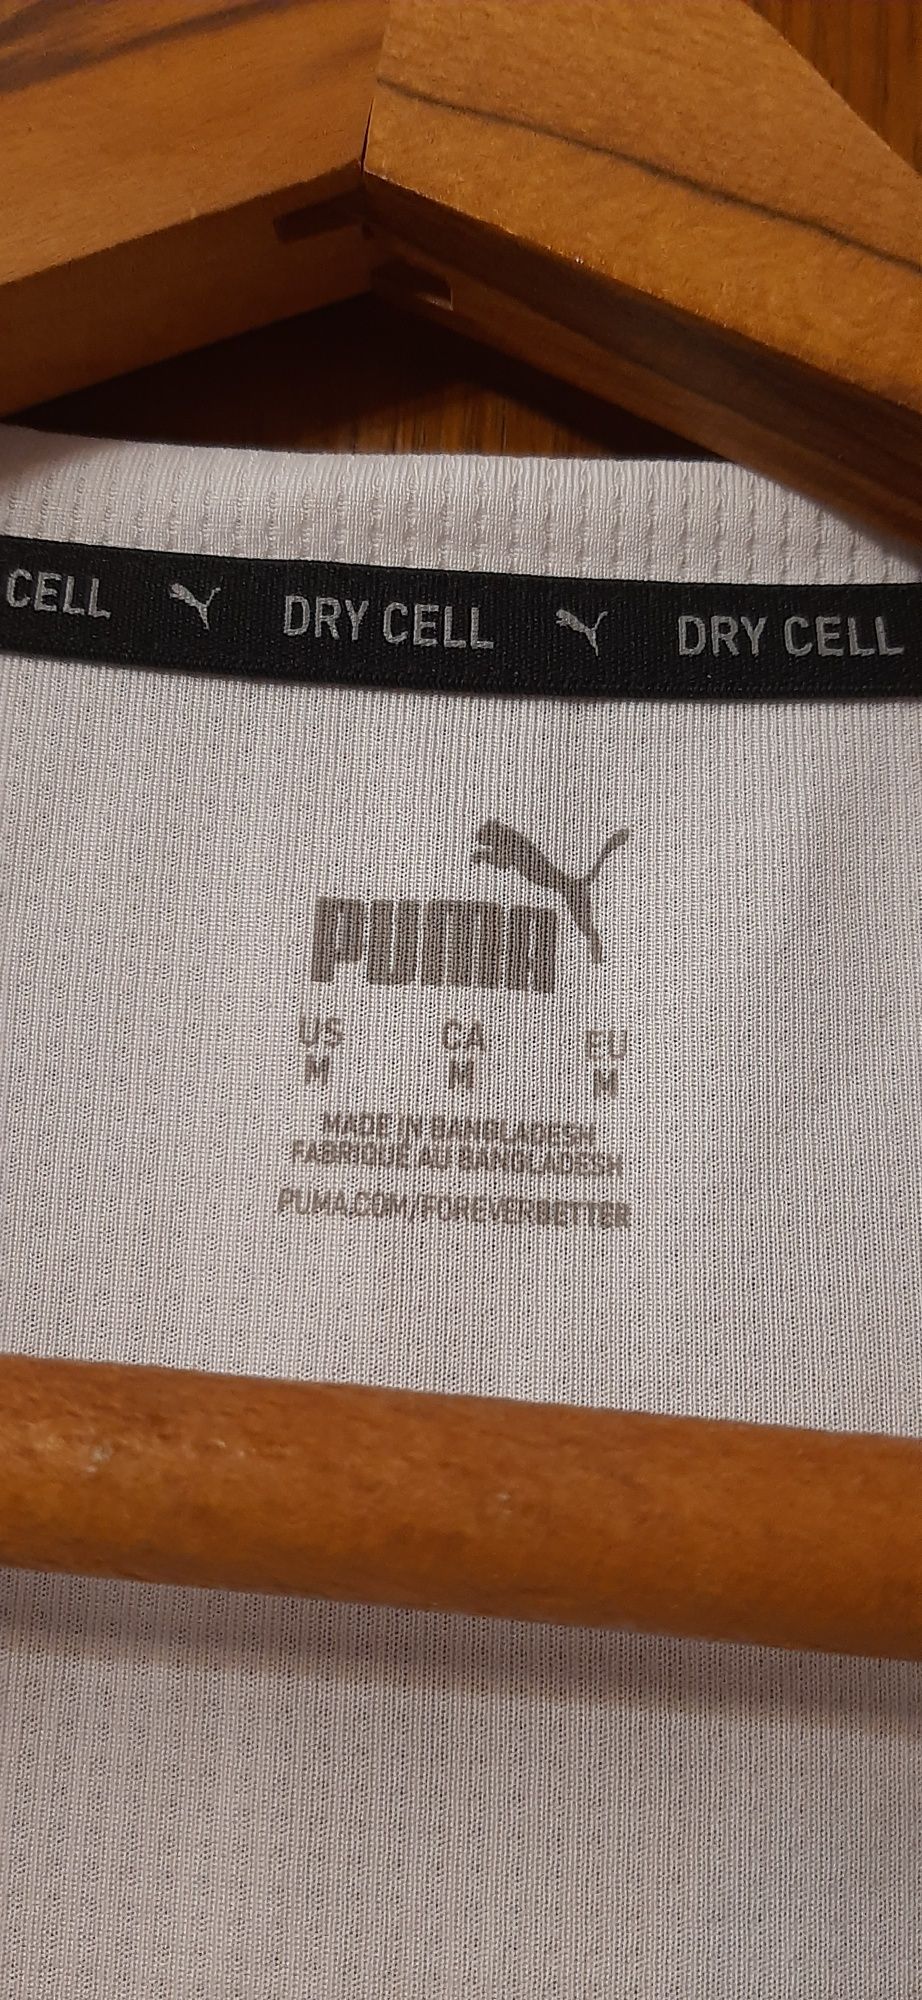 CELL DRY CELL DRY CELL
PUMA
US CA EU
M M M
MADE IN BANGLADESH
FABRIQUÉ AU BANGLADESH
PUMA.COM/FOREVERBETTER